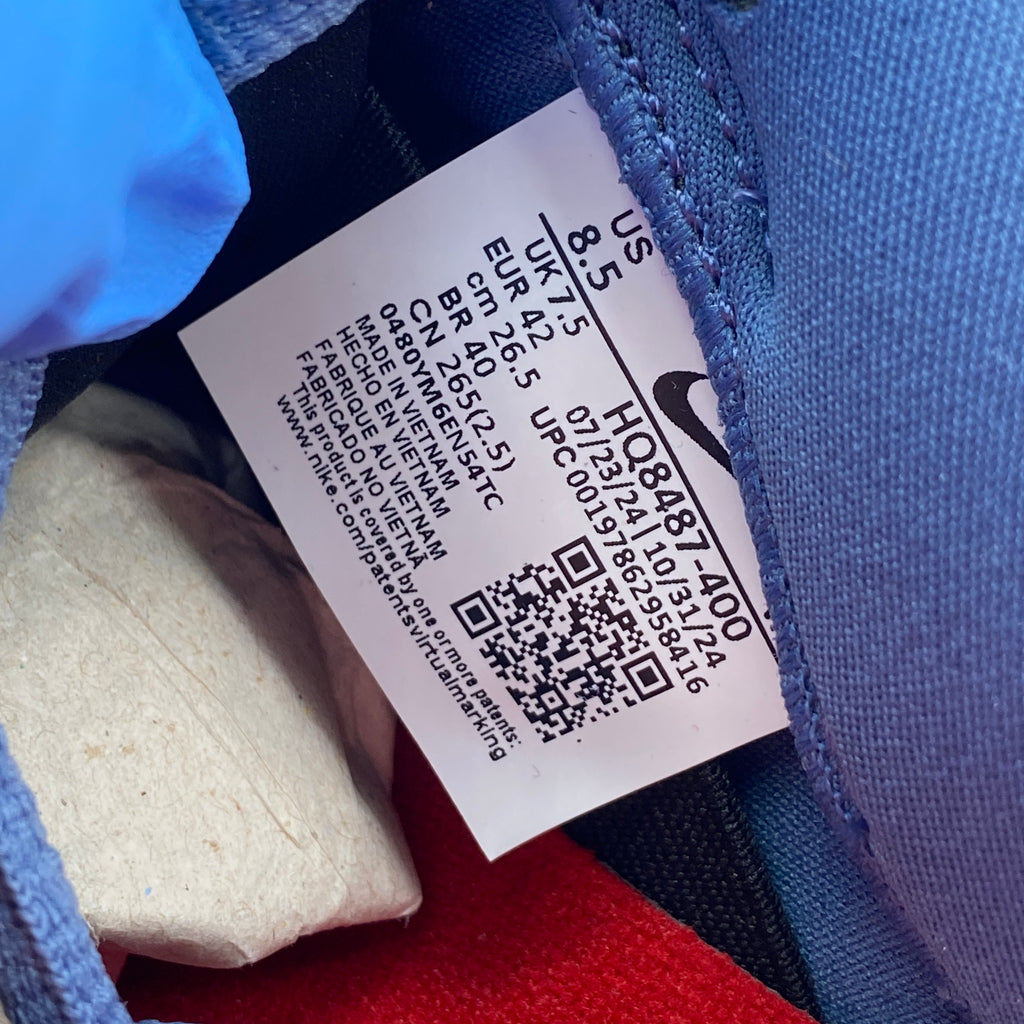 US
8.5
UK 7.5
EUR 42
cm 26.5
BR 40
CN 265(2.5)
0480YM6EN54TC
MADE IN VIETNAM
HECHO EN VIETNAM
FABRIQUE AU VIETNAM
FABRICADO NO VIETNÃ
This product is covered by one or more patents:
www.nike.com/patentsvirtualmarking
HQ8487-400
07/23/24 | 10/31/24
UPC 00197862958416